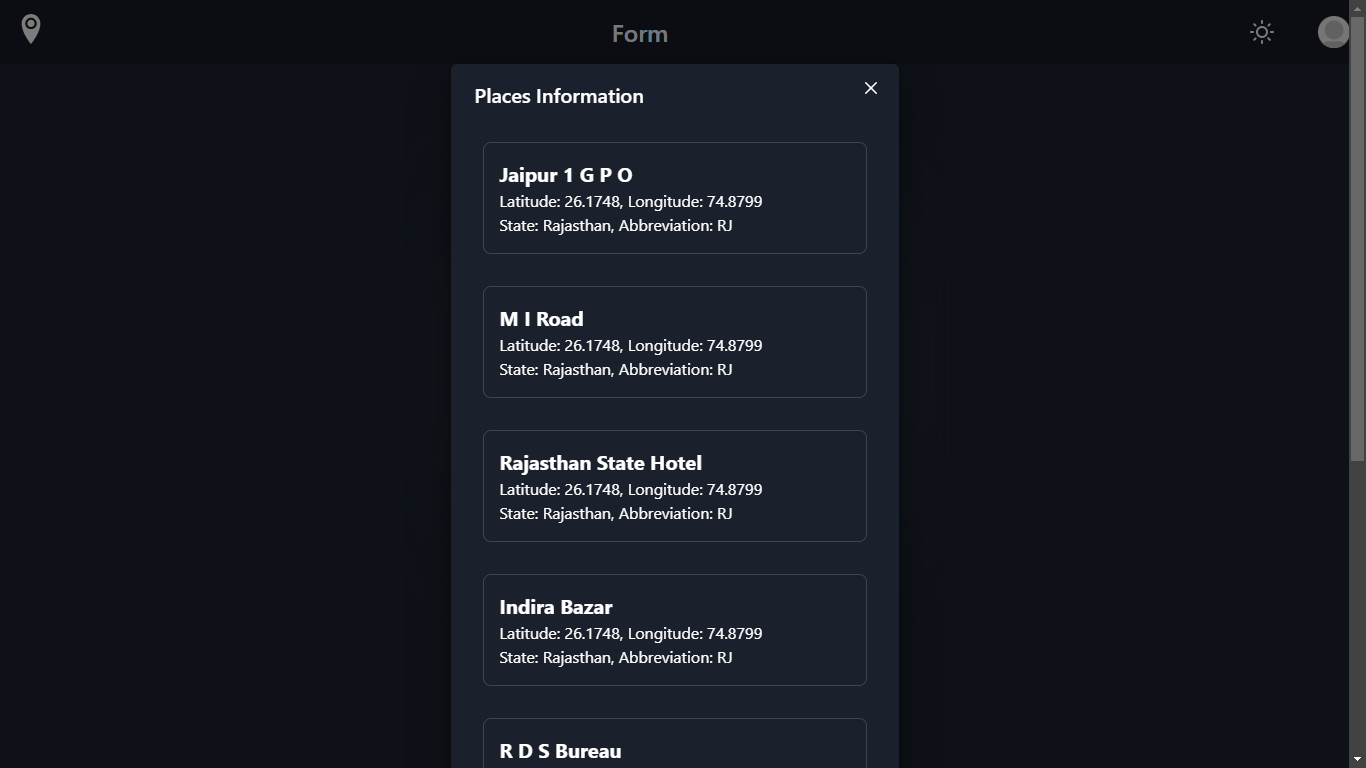 Form
Places Information
Jaipur 1 G P O
Latitude: 26.1748, Longitude: 74.8799
State: Rajasthan, Abbreviation: RJ
M I Road
Latitude: 26.1748, Longitude: 74.8799
State: Rajasthan, Abbreviation: RJ
Rajasthan State Hotel
Latitude: 26.1748, Longitude: 74.8799
State: Rajasthan, Abbreviation: RJ
Indira Bazar
Latitude: 26.1748, Longitude: 74.8799
State: Rajasthan, Abbreviation: RJ
R D S Bureau